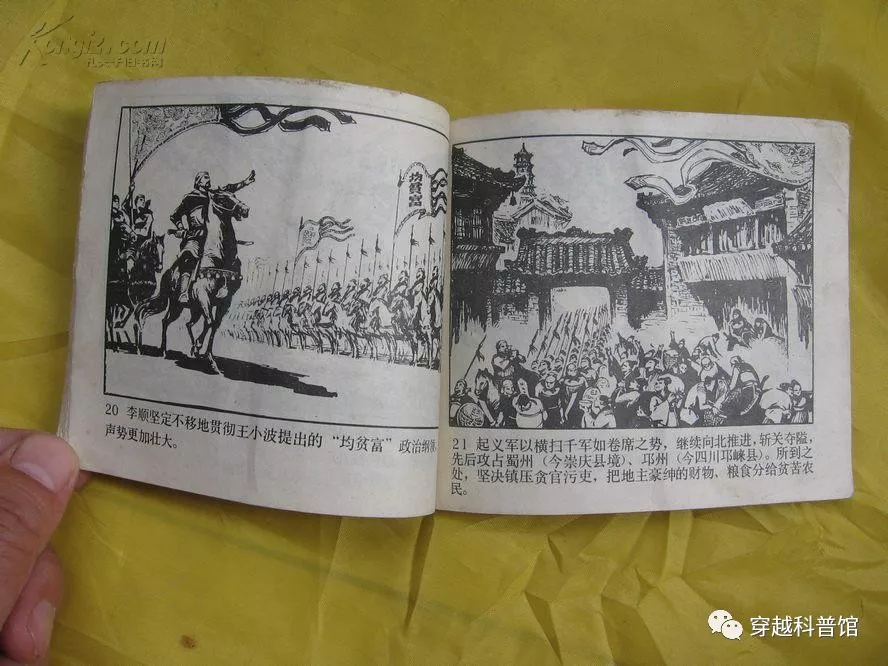 Kongfz.com
孔夫子旧书网
均貧富
20 李顺坚定不移地贯彻王小波提出的“均贫富”政治纲领，
声势更加壮大。
21 起义军以横扫千军如卷席之势，继续向北推进，斩关夺隘，
先后攻占蜀州（今崇庆县境）、邛州（今四川邛崃县）。所到之
处，坚决镇压贪官污吏，把地主豪绅的财物、粮食分给贫苦农
民。
穿越科普馆